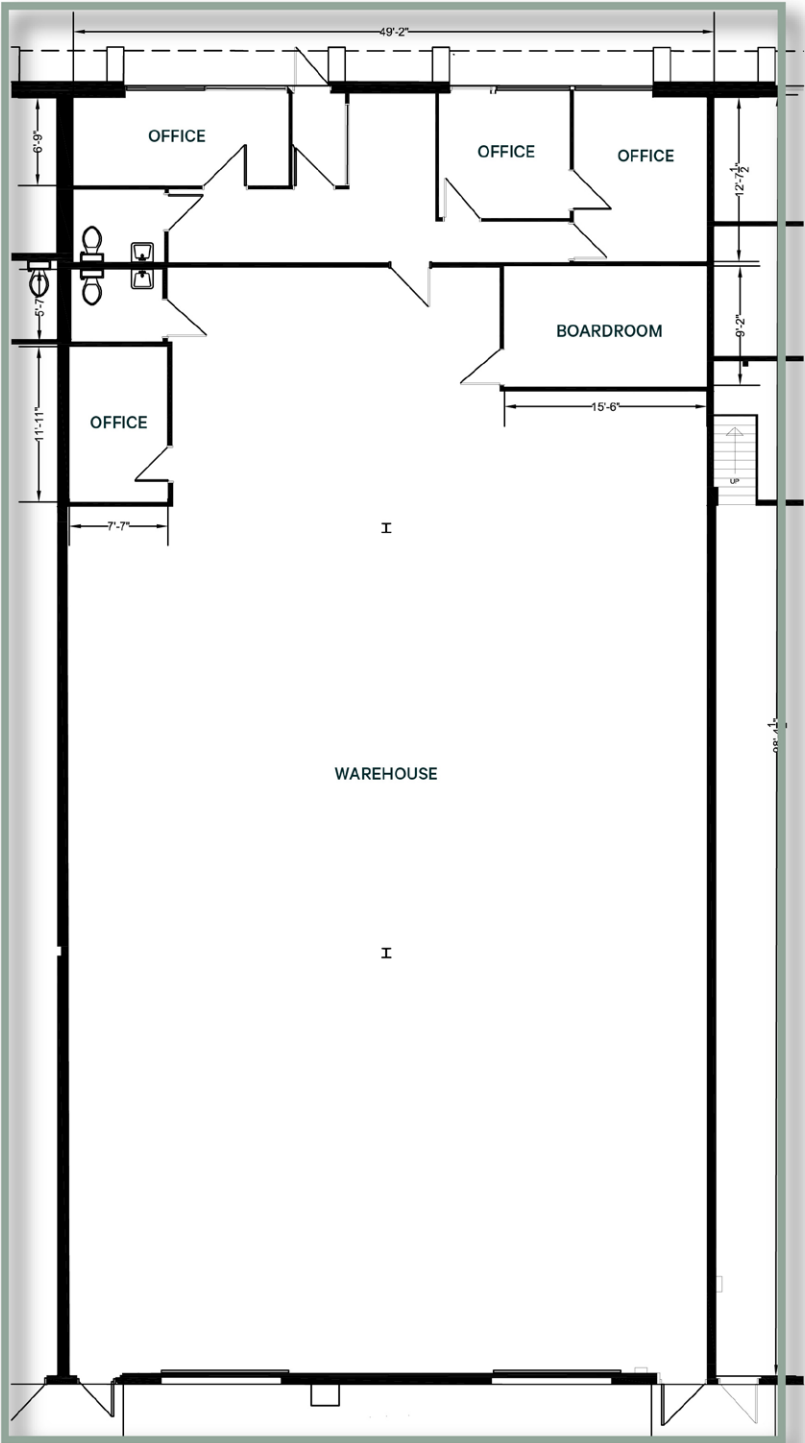 49'-2"
OFFICE
6'-9"
OFFICE
OFFICE
12'-7½"
5'-7
BOARDROOM
9'-2"
15'-6"
11'-11"
OFFICE
UP
7'-7"
WAREHOUSE